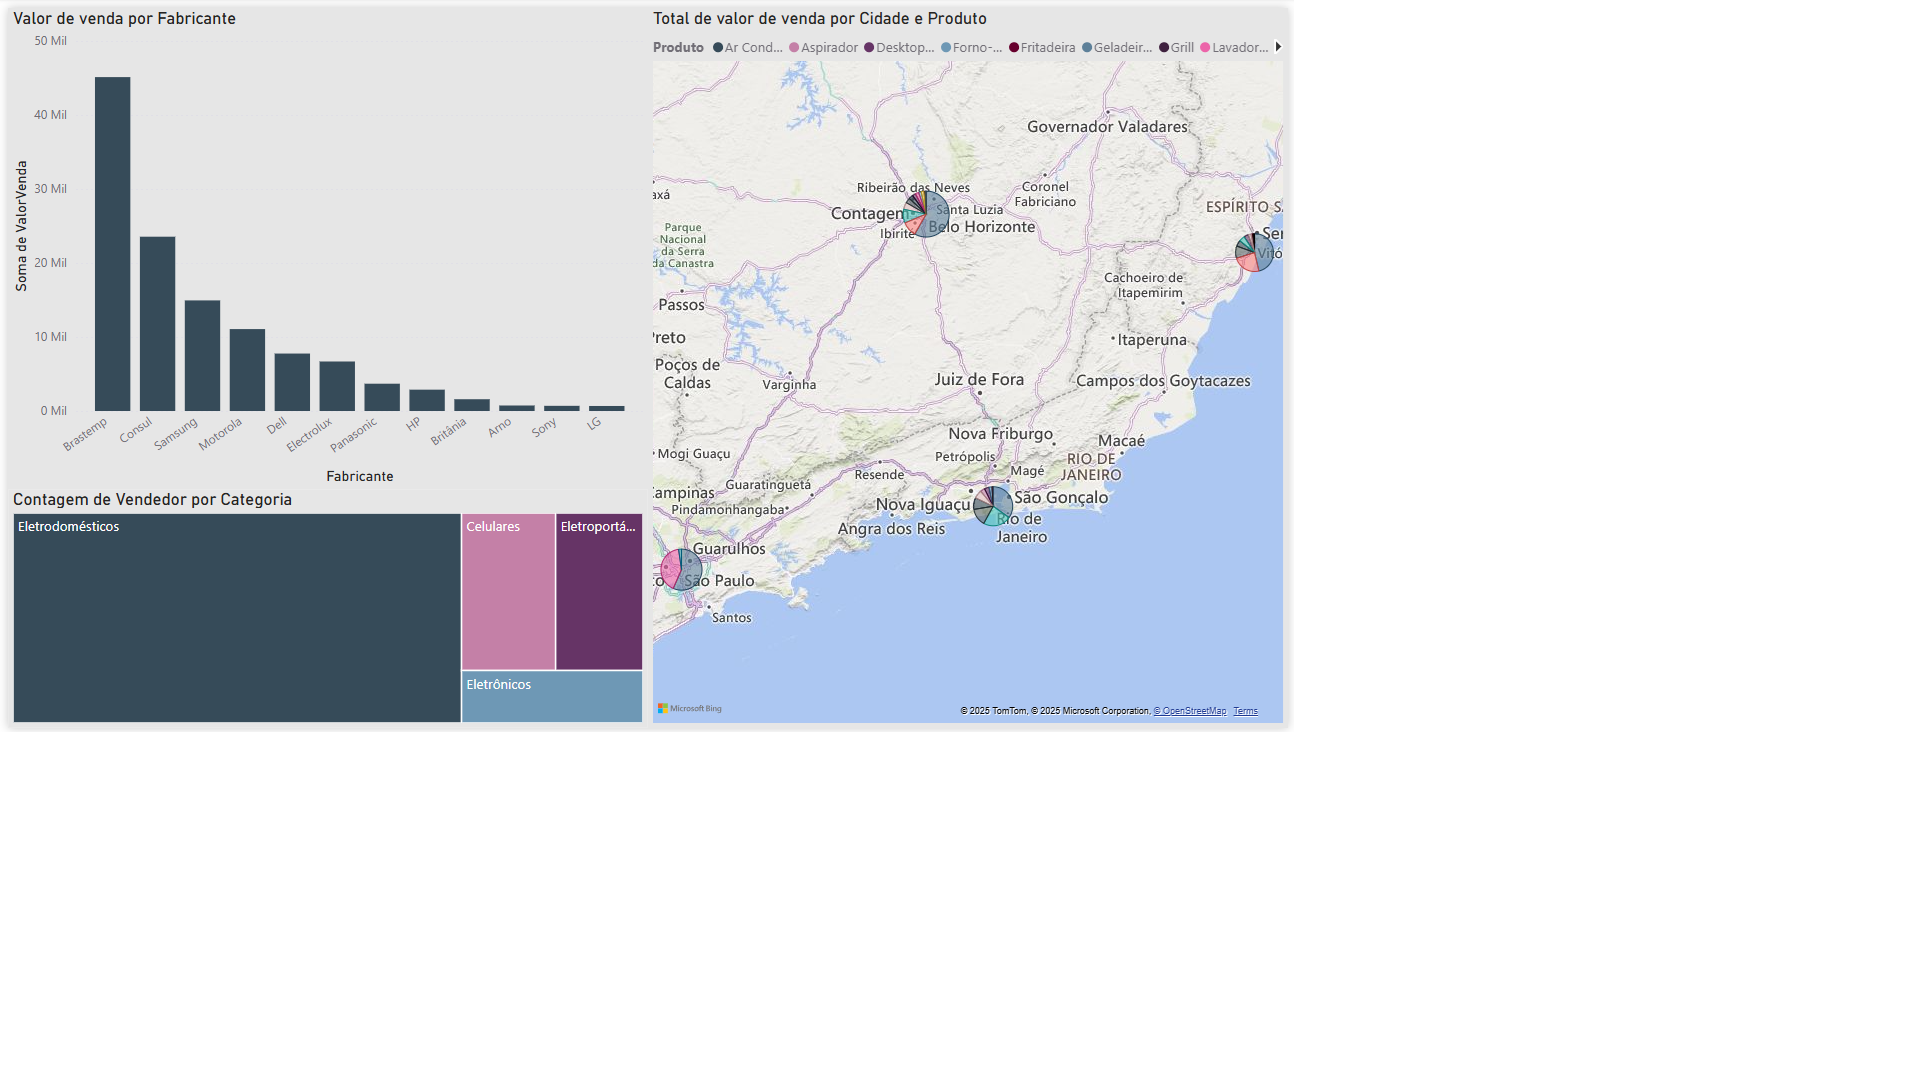 Valor de venda por Fabricante
50 Mil
40 Mil
30 Mil
20 Mil
10 Mil
0 Mil
Soma de ValorVenda
Brastemp
Consul
Samsung
Motorola
Dell
Electrolux
Panasonic
HP
Britânia
Arno
Sony
LG
Fabricante
Contagem de Vendedor por Categoria
Eletrodomésticos
Celulares
Eletroportá...
Eletrônicos
Total de valor de venda por Cidade e Produto
Produto Ar Cond... Aspirador Desktop... Forno-... Fritadeira Geladeir... Grill Lavador...
Governador Valadares
Ribeirão das Neves
Coronel
Fabriciano
axá
Contagem
Santa Luzia
ESPÍRITO S
Belo Horizonte
Ibirité
Parque
Nacional
da Serra
da Canastra
Ser
Vitó
Cachoeiro de
Itapemirim
Passos
Preto
Itaperuna
Poços de
Caldas
Varginha
Juiz de Fora
Campos dos Goytacazes
Nova Friburgo
Macaé
Mogi Guaçu
Petrópolis
RIO DE
JANEIRO
Resende
Magé
Guaratinguetá
ampinas
Nova Iguaçu
São Gonçalo
Pindamonhangaba
Angra dos Reis
Rio de
Janeiro
Guarulhos
co
São Paulo
Santos
Microsoft Bing
© 2025 TomTom, © 2025 Microsoft Corporation, © OpenStreetMap Terms